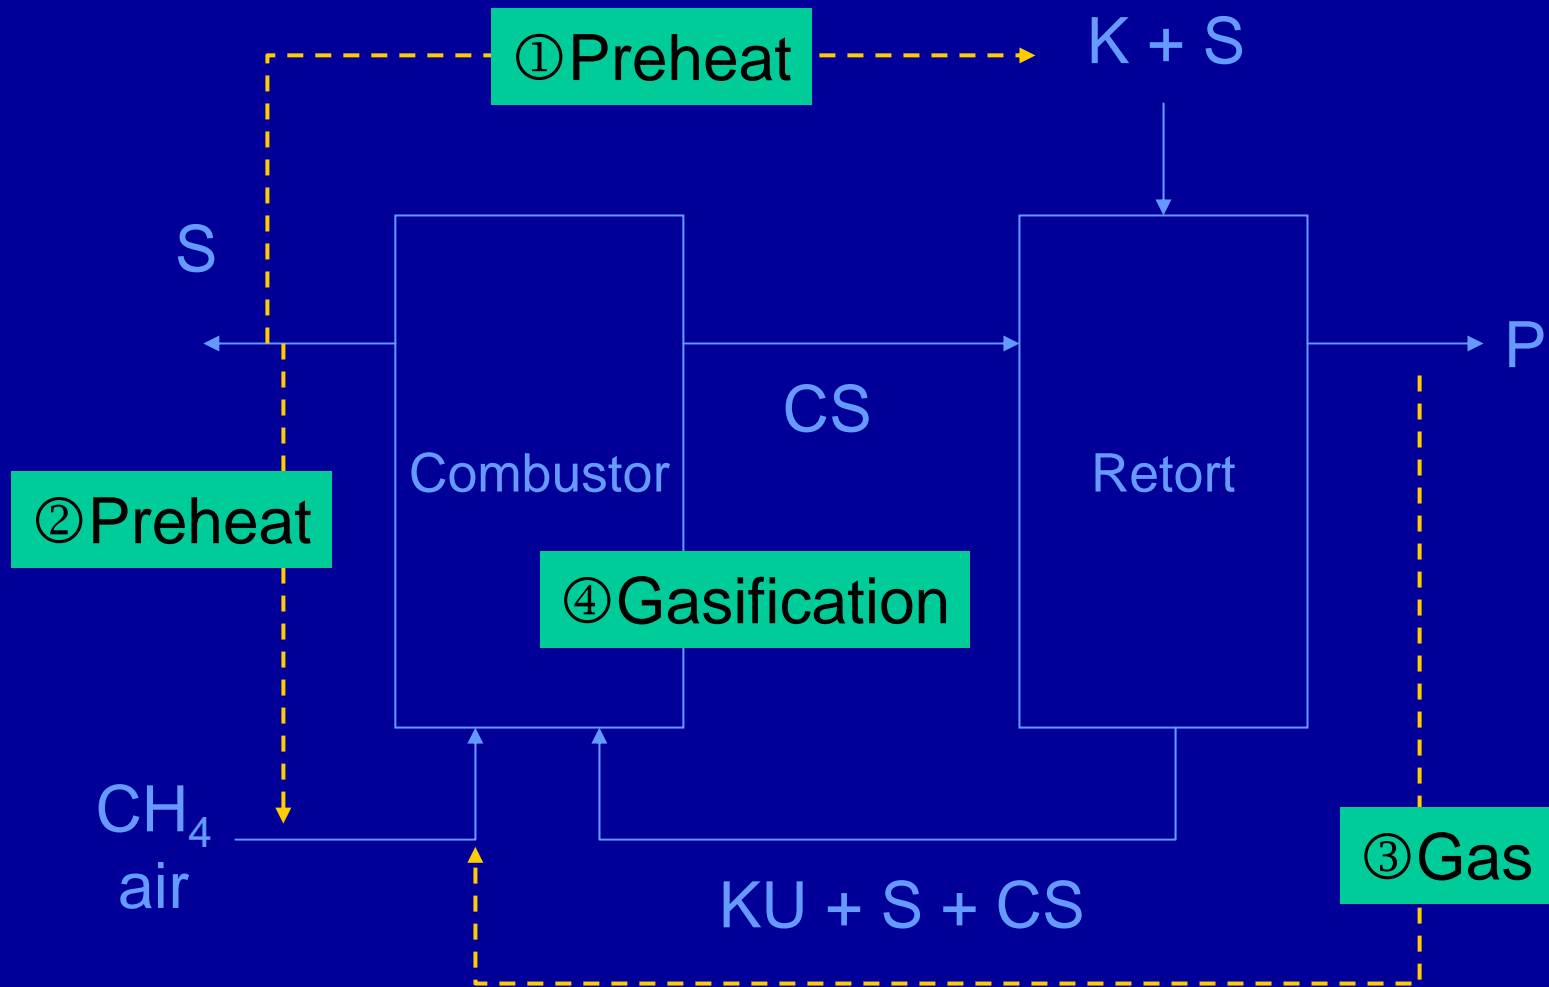 ①Preheat
K + S
S
P
CS
Combustor
Retort
②Preheat
④Gasification
CH₄
air
③Gas
KU + S + CS